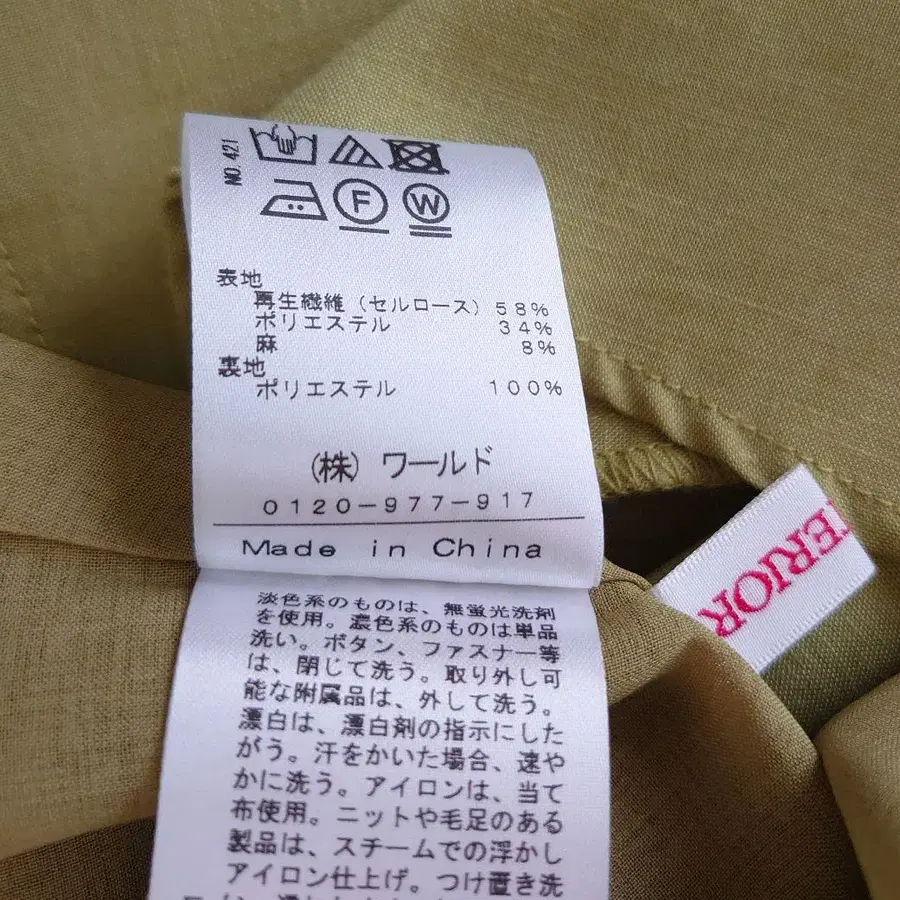 NO. 421
F W
表地
再生繊維（セルロース）58%
ポリエステル 34%
麻 8%
裏地
ポリエステル 100%
（株）ワールド
0120-977-917
Made in China
淡色系のものは、無蛍光洗剤
を使用。濃色系のものは単品
洗い。ボタン、ファスナー等
は、閉じて洗う。取り外し可
能な附属品は、外して洗う。
漂白は、漂白剤の指示にした
がう。汗をかいた場合、速や
かに洗う。アイロンは、当て
布使用。ニットや毛足のある
製品は、スチームでの浮かし
アイロン仕上げ。つけ置き洗
TERIOR